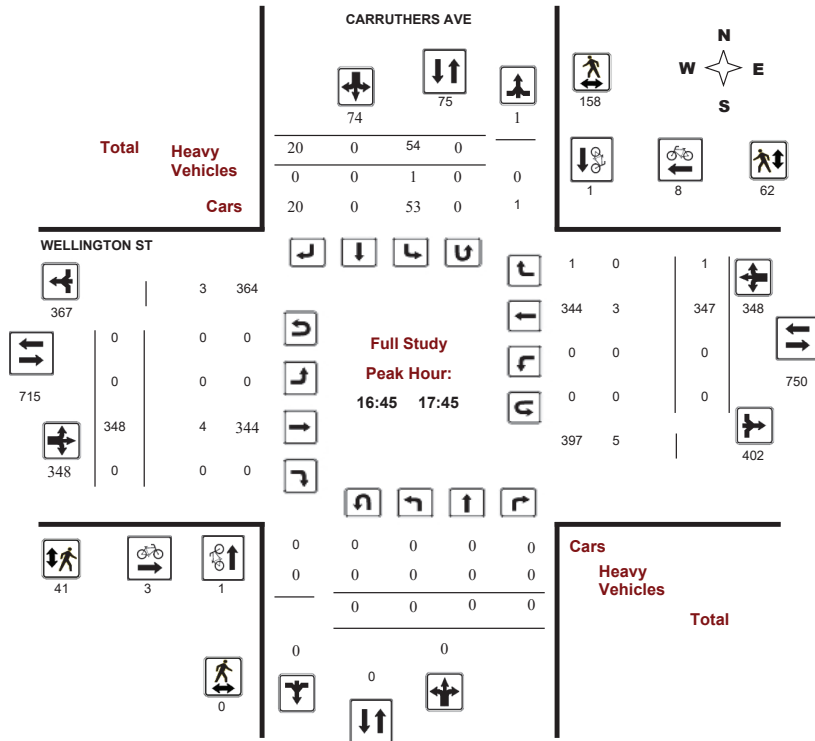 CARRUTHERS AVE
N
W E
S
75
158
74 1
Total Heavy Vehicles
20 0 54 0
0 0 1 0 0
Cars 20 0 53 0 1
1 8 62
WELLINGTON ST
367
3 364
1 0 1
348
344 3 347
0 0 0 0 0
715
0 0 0
Full Study
Peak Hour:
16:45 17:45
0 0 0
750
348 4 344
397 5
402
348 0 0 0
0 0 0 0 0
Cars
0 0 0 0 0
Heavy
Vehicles
41 3 1
0 0 0 0
Total
0 0
0
0